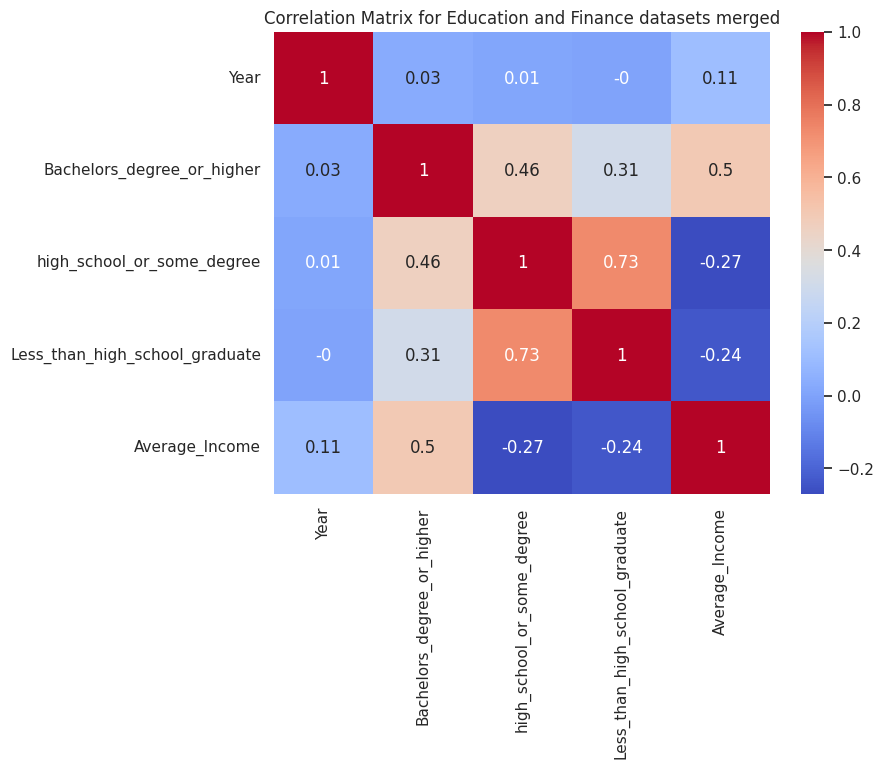 Correlation Matrix for Education and Finance datasets merged
Year 1 0.03 0.01 -0 0.11
Bachelors_degree_or_higher 0.03 1 0.46 0.31 0.5
high_school_or_some_degree 0.01 0.46 1 0.73 -0.27
Less_than_high_school_graduate -0 0.31 0.73 1 -0.24
Average_Income 0.11 0.5 -0.27 -0.24 1
Year
Bachelors_degree_or_higher
high_school_or_some_degree
Less_than_high_school_graduate
Average_Income
1.0
0.8
0.6
0.4
0.2
0.0
−0.2